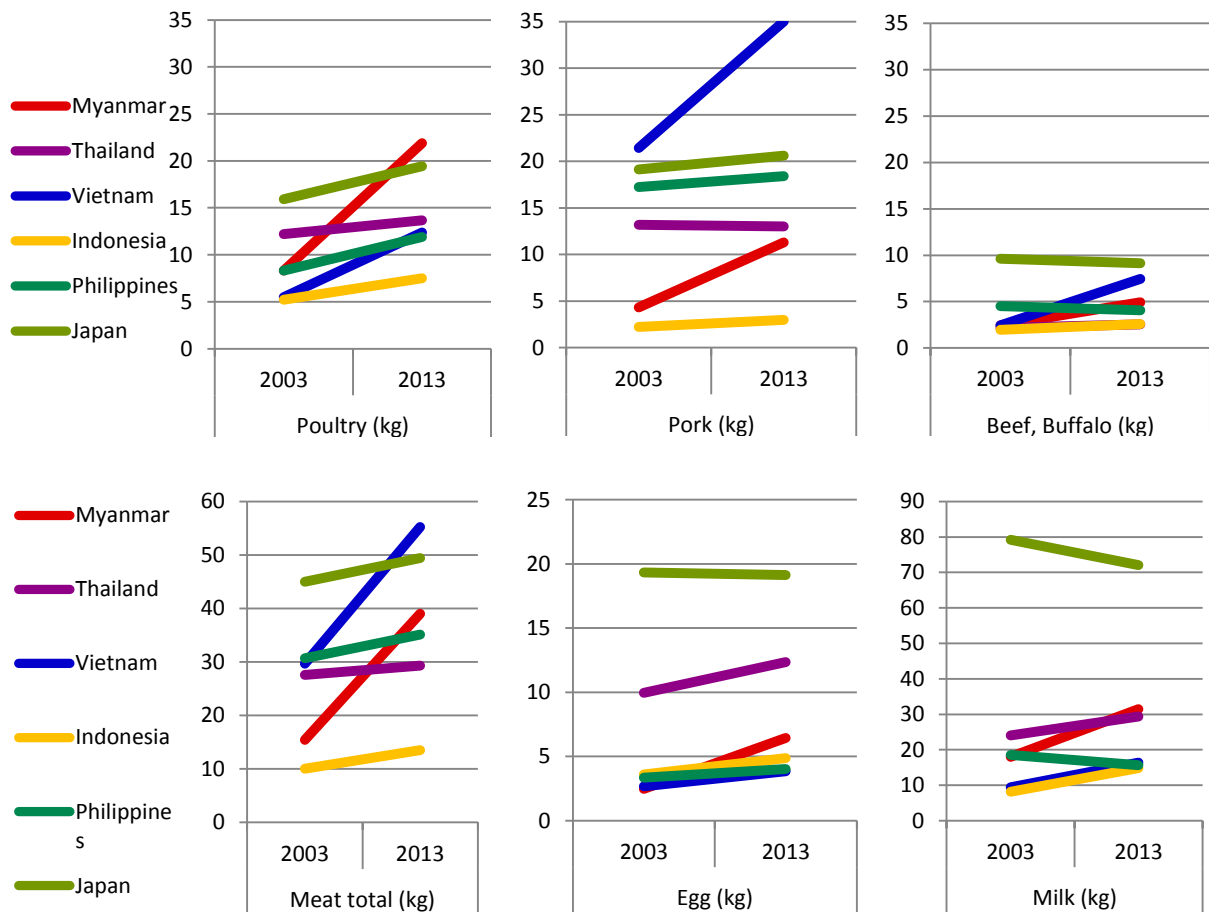 Myanmar
Thailand
Vietnam
Indonesia
Philippines
Japan
35
30
25
20
15
10
5
0
2003 2013
Poultry (kg)
35
30
25
20
15
10
5
0
2003 2013
Pork (kg)
35
30
25
20
15
10
5
0
2003 2013
Beef, Buffalo (kg)
Myanmar
Thailand
Vietnam
Indonesia
Philippine
s
Japan
60
50
40
30
20
10
0
2003 2013
Meat total (kg)
25
20
15
10
5
0
2003 2013
Egg (kg)
90
80
70
60
50
40
30
20
10
0
2003 2013
Milk (kg)